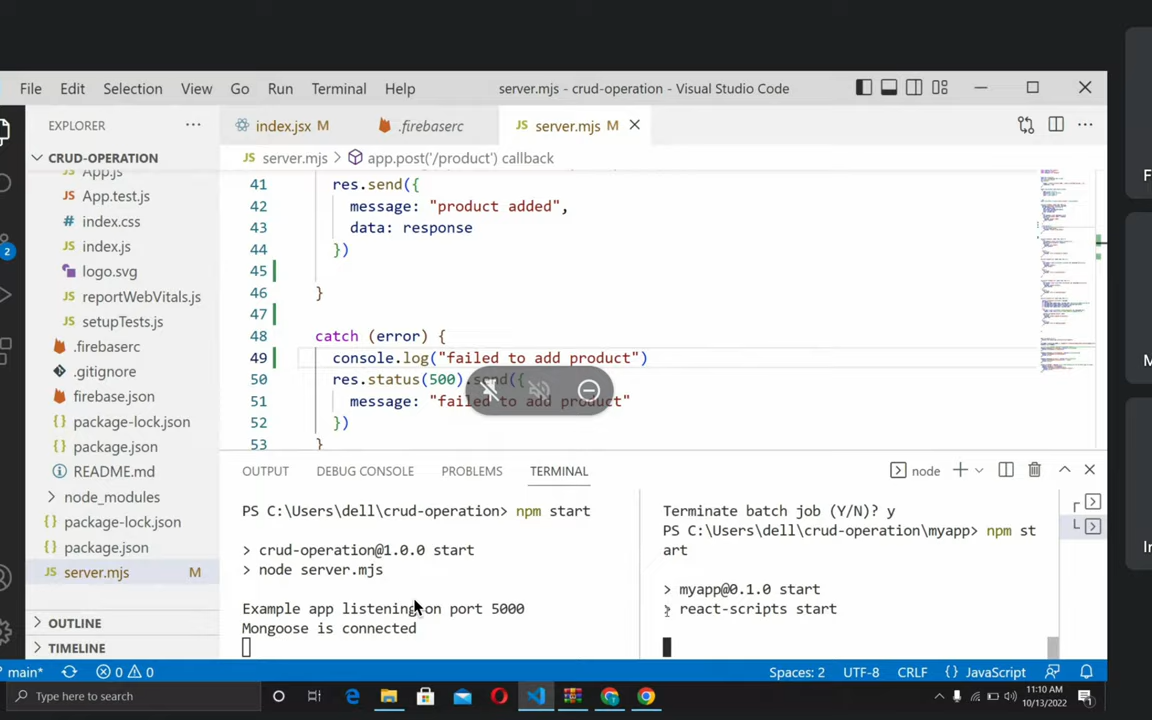 File Edit Selection View Go Run Terminal Help server.mjs - crud-operation - Visual Studio Code
EXPLORER
index.jsx M
.firebaserc
server.mjs M
CRUD-OPERATION
server.mjs > app.post('/product') callback
App.js
App.test.js
index.css
index.js
logo.svg
reportWebVitals.js
setupTests.js
.firebaserc
.gitignore
firebase.json
package-lock.json
package.json
README.md
node_modules
package-lock.json
package.json
server.mjs M
OUTLINE
TIMELINE
2
41 res.send({
42 message: "product added",
43 data: response
44 })
45
46 }
47
48 catch (error) {
49 console.log("failed to add product")
50 res.status(500).send({
51 message: "failed to add product"
52 })
53 }
OUTPUT DEBUG CONSOLE PROBLEMS TERMINAL
node
PS C:\Users\dell\crud-operation> npm start
> crud-operation@1.0.0 start
> node server.mjs
Example app listening on port 5000
Mongoose is connected
Terminate batch job (Y/N)? y
PS C:\Users\dell\crud-operation\myapp> npm st
art
> myapp@0.1.0 start
> react-scripts start
main* 0 0 Spaces: 2 UTF-8 CRLF {} JavaScript
Type here to search
11:10 AM
10/13/2022